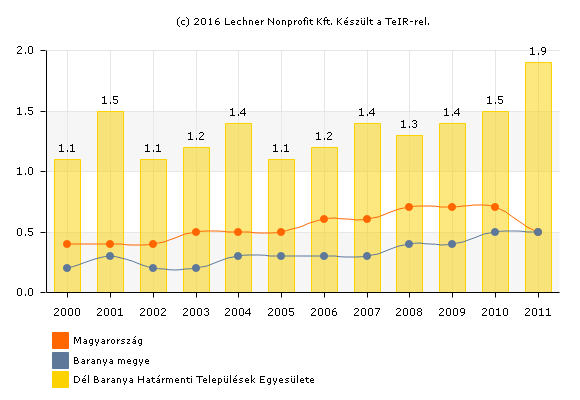 (c) 2016 Lechner Nonprofit Kft. Készült a TeIR-rel.
2.0
1.9
1.5
1.5 1.4 1.4 1.3 1.4 1.5
1.1 1.1 1.2 1.1 1.2
1.0
0.5
0.0
2000 2001 2002 2003 2004 2005 2006 2007 2008 2009 2010 2011
Magyarország
Baranya megye
Dél Baranya Határmenti Települések Egyesülete